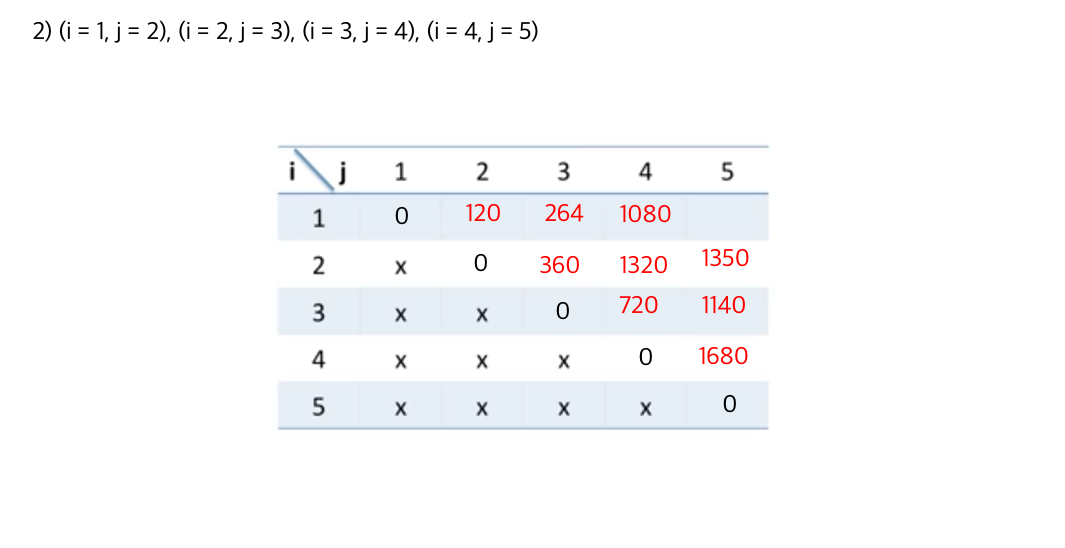 2) (i = 1, j = 2), (i = 2, j = 3), (i = 3, j = 4), (i = 4, j = 5)
i j 1 2 3 4 5
1 0 120 264 1080
2 x 0 360 1320 1350
3 x x 0 720 1140
4 x x x 0 1680
5 x x x x 0